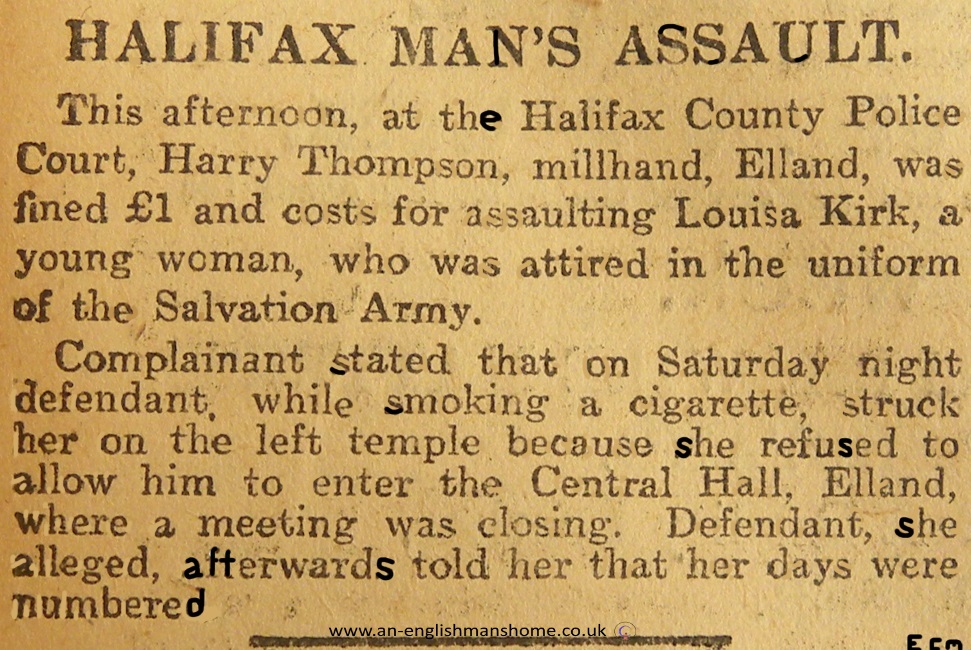 HALIFAX MAN'S ASSAULT.
This afternoon, at the Halifax County Police
Court, Harry Thompson, millhand, Elland, was
fined £1 and costs for assaulting Louisa Kirk, a
young woman, who was attired in the uniform
of the Salvation Army.
Complainant stated that on Saturday night
defendant, while smoking a cigarette, struck
her on the left temple because she refused to
allow him to enter the Central Hall, Elland,
where a meeting was closing. Defendant, she
alleged, afterwards told her that her days were
numbered
www.an-englishmanshome.co.uk